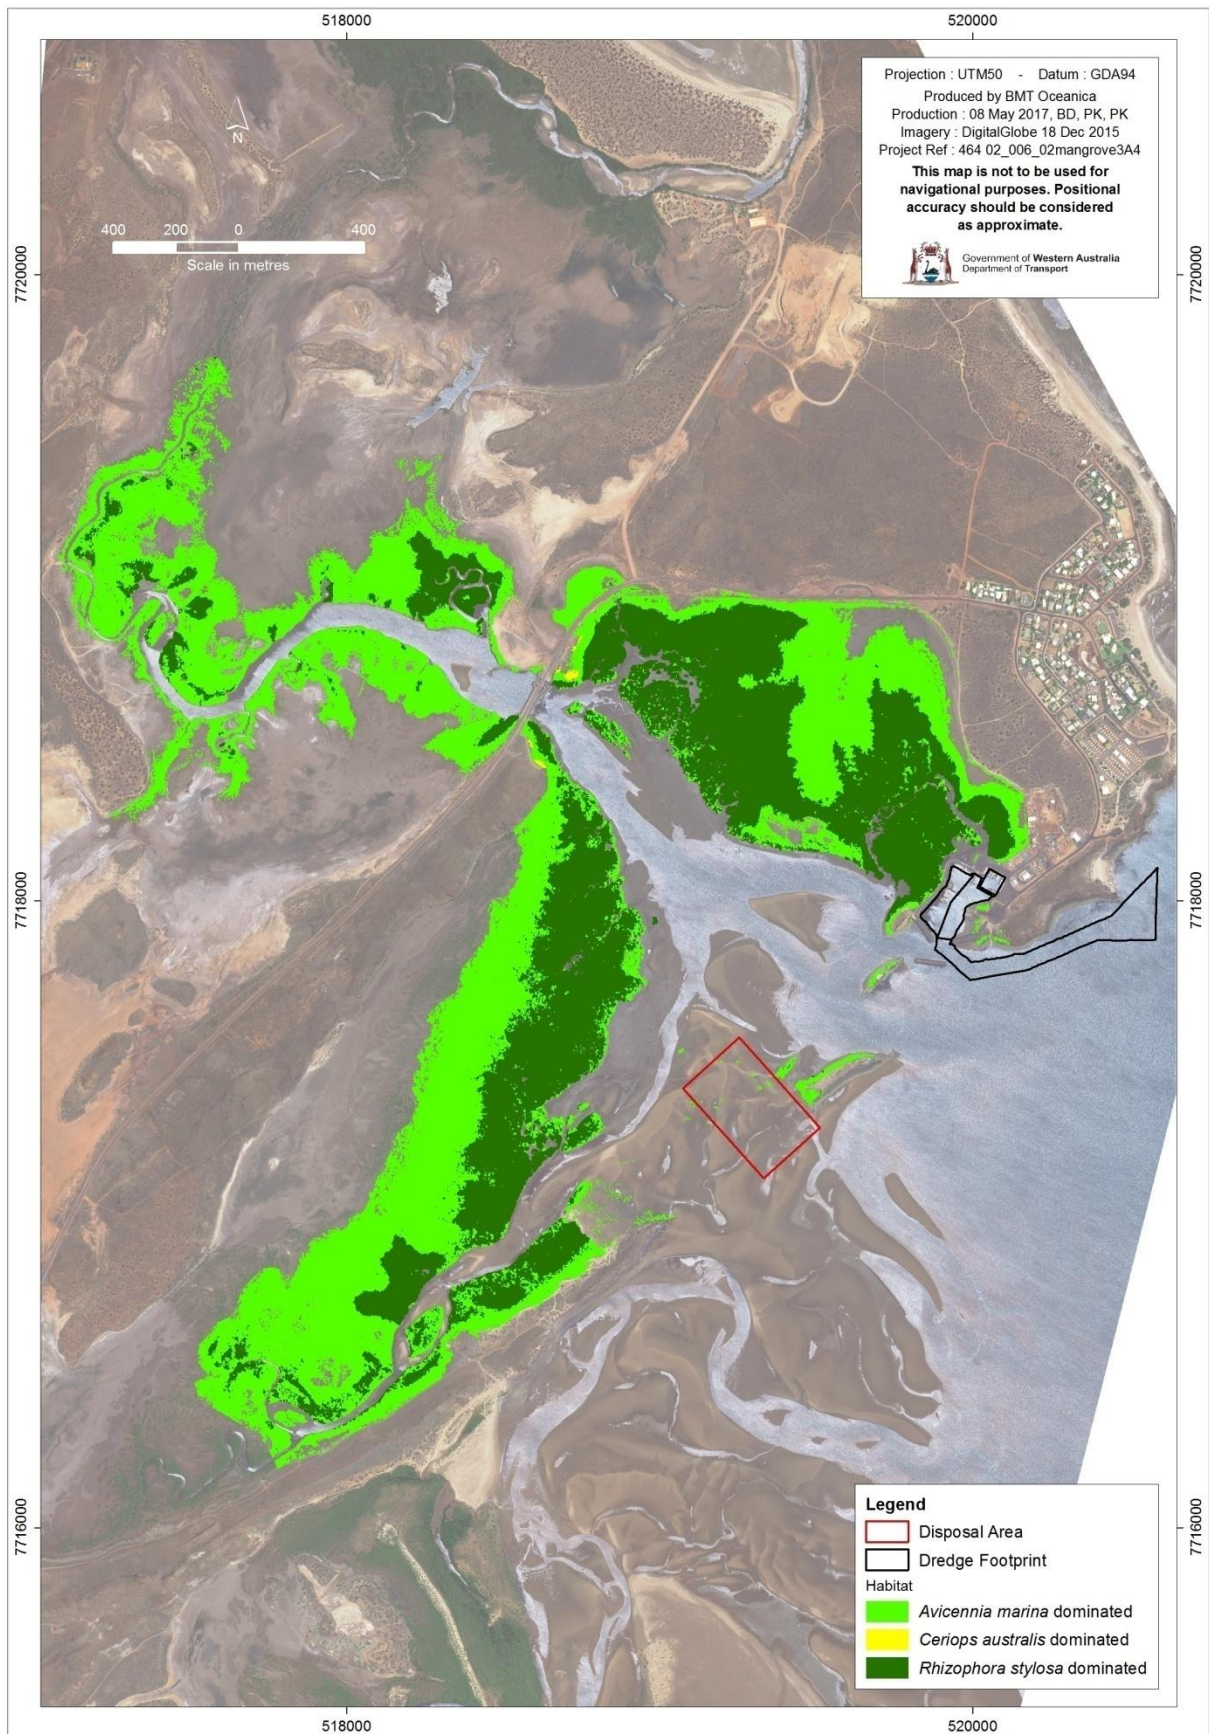 518000
520000
Projection : UTM50 - Datum : GDA94
Produced by BMT Oceanica
Production : 08 May 2017, BD, PK, PK
Imagery : DigitalGlobe 18 Dec 2015
Project Ref : 464 02_006_02mangrove3A4
This map is not to be used for
navigational purposes. Positional
accuracy should be considered
as approximate.
Government of Western Australia
Department of Transport
N
400 200 0 400
Scale in metres
7720000
7720000
7718000
7718000
7716000
7716000
Legend
Disposal Area
Dredge Footprint
Habitat
Avicennia marina dominated
Ceriops australis dominated
Rhizophora stylosa dominated
518000
520000